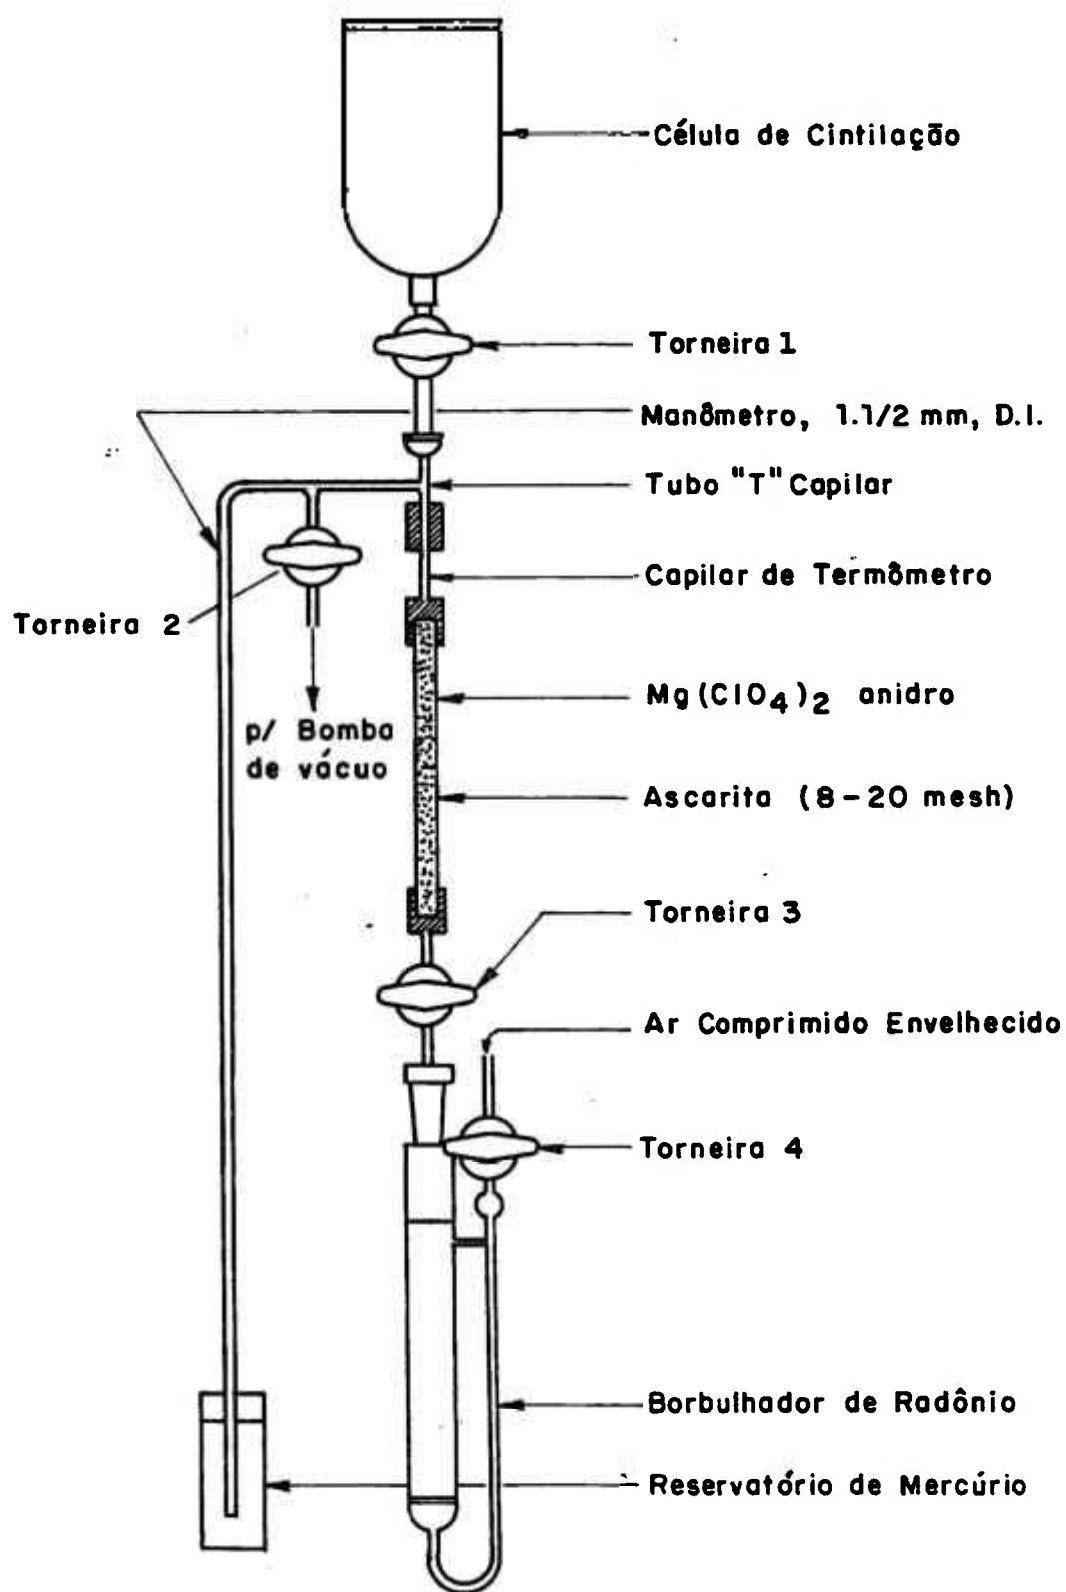 Célula de Cintilação
Torneira 1
Manômetro, 1.1/2 mm, D.I.
Tubo "T" Capilar
Capilar de Termômetro
Torneira 2
Mg(ClO4)2 anidro
p/ Bomba
de vácuo
Ascarita (8-20 mesh)
Torneira 3
Ar Comprimido Envelhecido
Torneira 4
Borbulhador de Radônio
Reservatório de Mercúrio